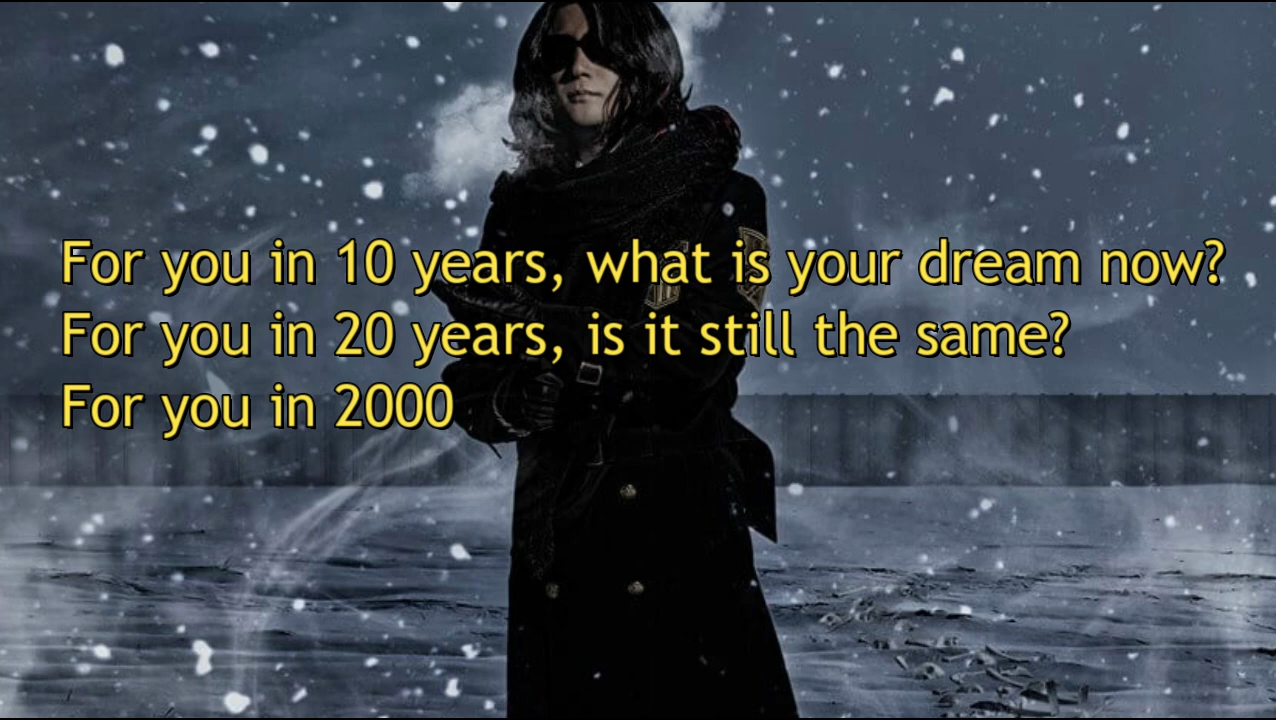 For you in 10 years, what is your dream now?
For you in 20 years, is it still the same?
For you in 2000